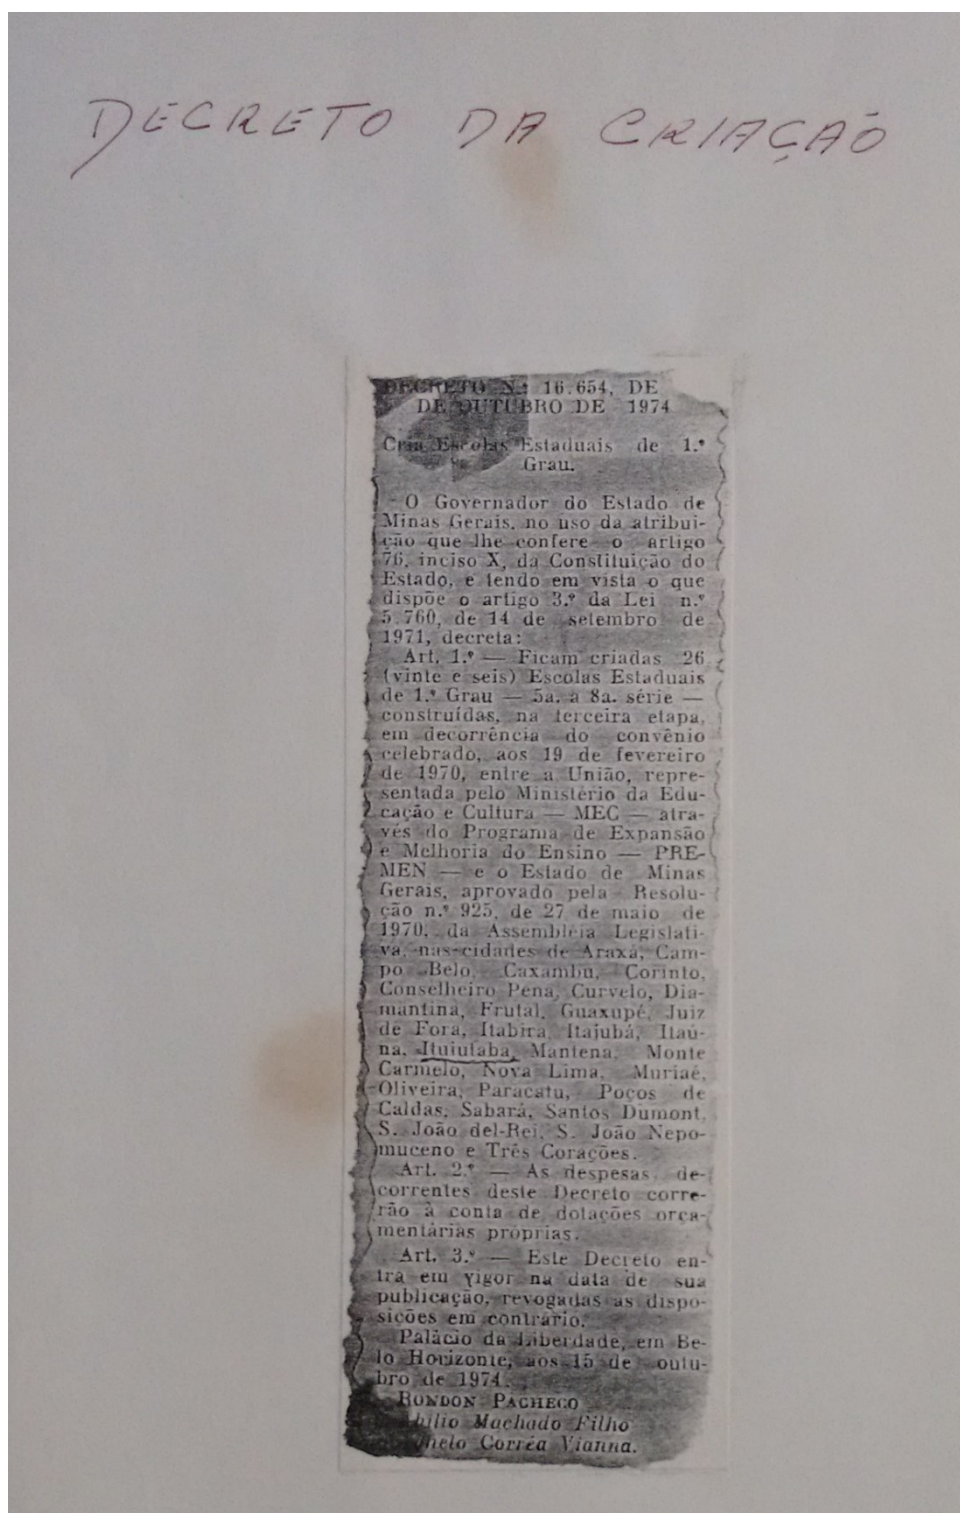 DECRETO DA CRIAÇÃO
DECRETO N.º 16.654, DE
DE OUTUBRO DE 1974
Cria Escolas Estaduais de 1.º
Grau.
O Governador do Estado de
Minas Gerais, no uso da atribui-
ção que lhe confere o artigo
76, inciso X, da Constituição do
Estado, e tendo em vista o que
dispõe o artigo 3.º da Lei n.º
5.760, de 14 de setembro de
1971, decreta:
Art. 1.º — Ficam criadas 26
(vinte e seis) Escolas Estaduais
de 1.º Grau — 5a. a 8a. série —
construídas, na terceira etapa,
em decorrência do convênio
celebrado, aos 19 de fevereiro
de 1970, entre a União, repre-
sentada pelo Ministério da Edu-
cação e Cultura — MEC — atra-
vés do Programa de Expansão
e Melhoria do Ensino — PRE-
MEN — e o Estado de Minas
Gerais, aprovado pela Resolu-
ção n.º 925, de 27 de maio de
1970, da Assembléia Legislati-
va, nas cidades de Araxá, Cam-
po Belo, Caxambu, Corinto,
Conselheiro Pena, Curvelo, Dia-
mantina, Frutal, Guaxupé, Juiz
de Fora, Itabira, Itajubá, Itaú-
na, Ituiutaba, Mantena, Monte
Carmelo, Nova Lima, Muriaé,
Oliveira, Paracatu, Poços de
Caldas, Sabará, Santos Dumont,
S. João del-Rei, S. João Nepo-
muceno e Três Corações.
Art. 2.º — As despesas de-
correntes deste Decreto corre-
rão à conta de dotações orça-
mentárias próprias.
Art. 3.º — Este Decreto en-
tra em vigor na data de sua
publicação, revogadas as dispo-
sições em contrário.
Palácio da Liberdade, em Be-
lo Horizonte, aos 15 de outu-
bro de 1974.
RONDON PACHECO
Machado Filho
Corrêa Vianna.